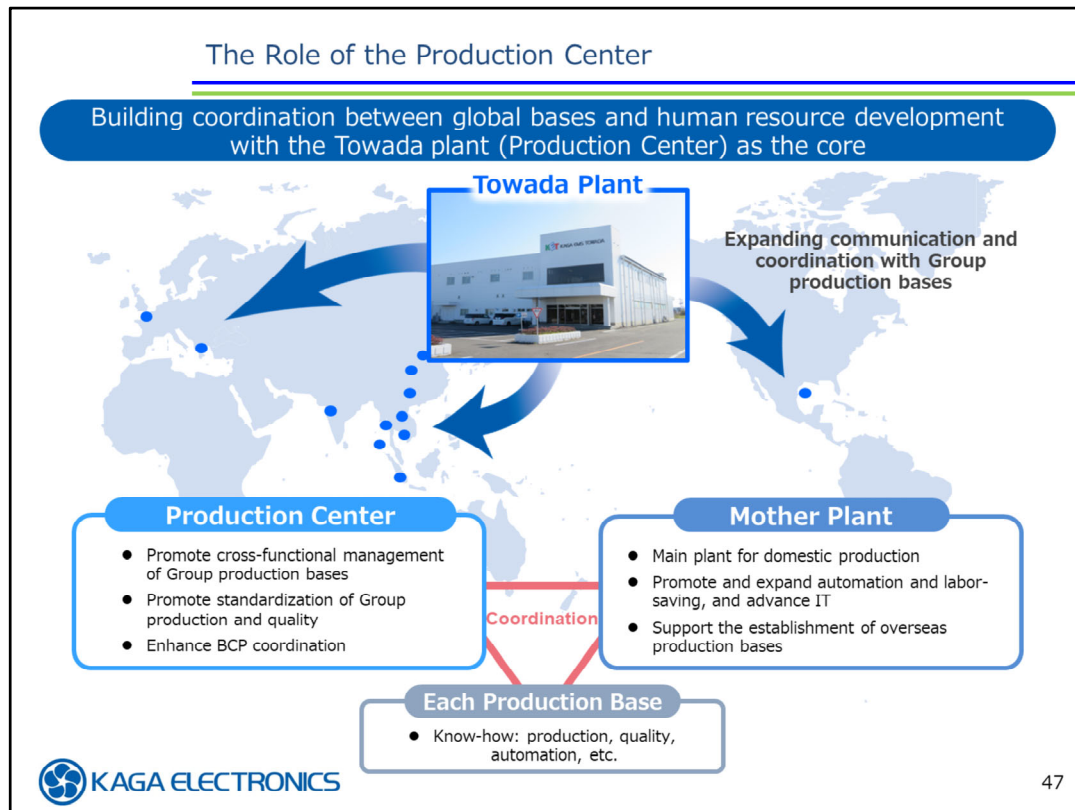 The Role of the Production Center
Building coordination between global bases and human resource development
with the Towada plant (Production Center) as the core
Towada Plant
KAGA EMS TOWADA
Expanding communication and
coordination with Group
production bases
Production Center
● Promote cross-functional management
of Group production bases
● Promote standardization of Group
production and quality
● Enhance BCP coordination
Mother Plant
● Main plant for domestic production
● Promote and expand automation and labor-
saving, and advance IT
● Support the establishment of overseas
production bases
Coordination
Each Production Base
● Know-how: production, quality,
automation, etc.
KAGA ELECTRONICS
47